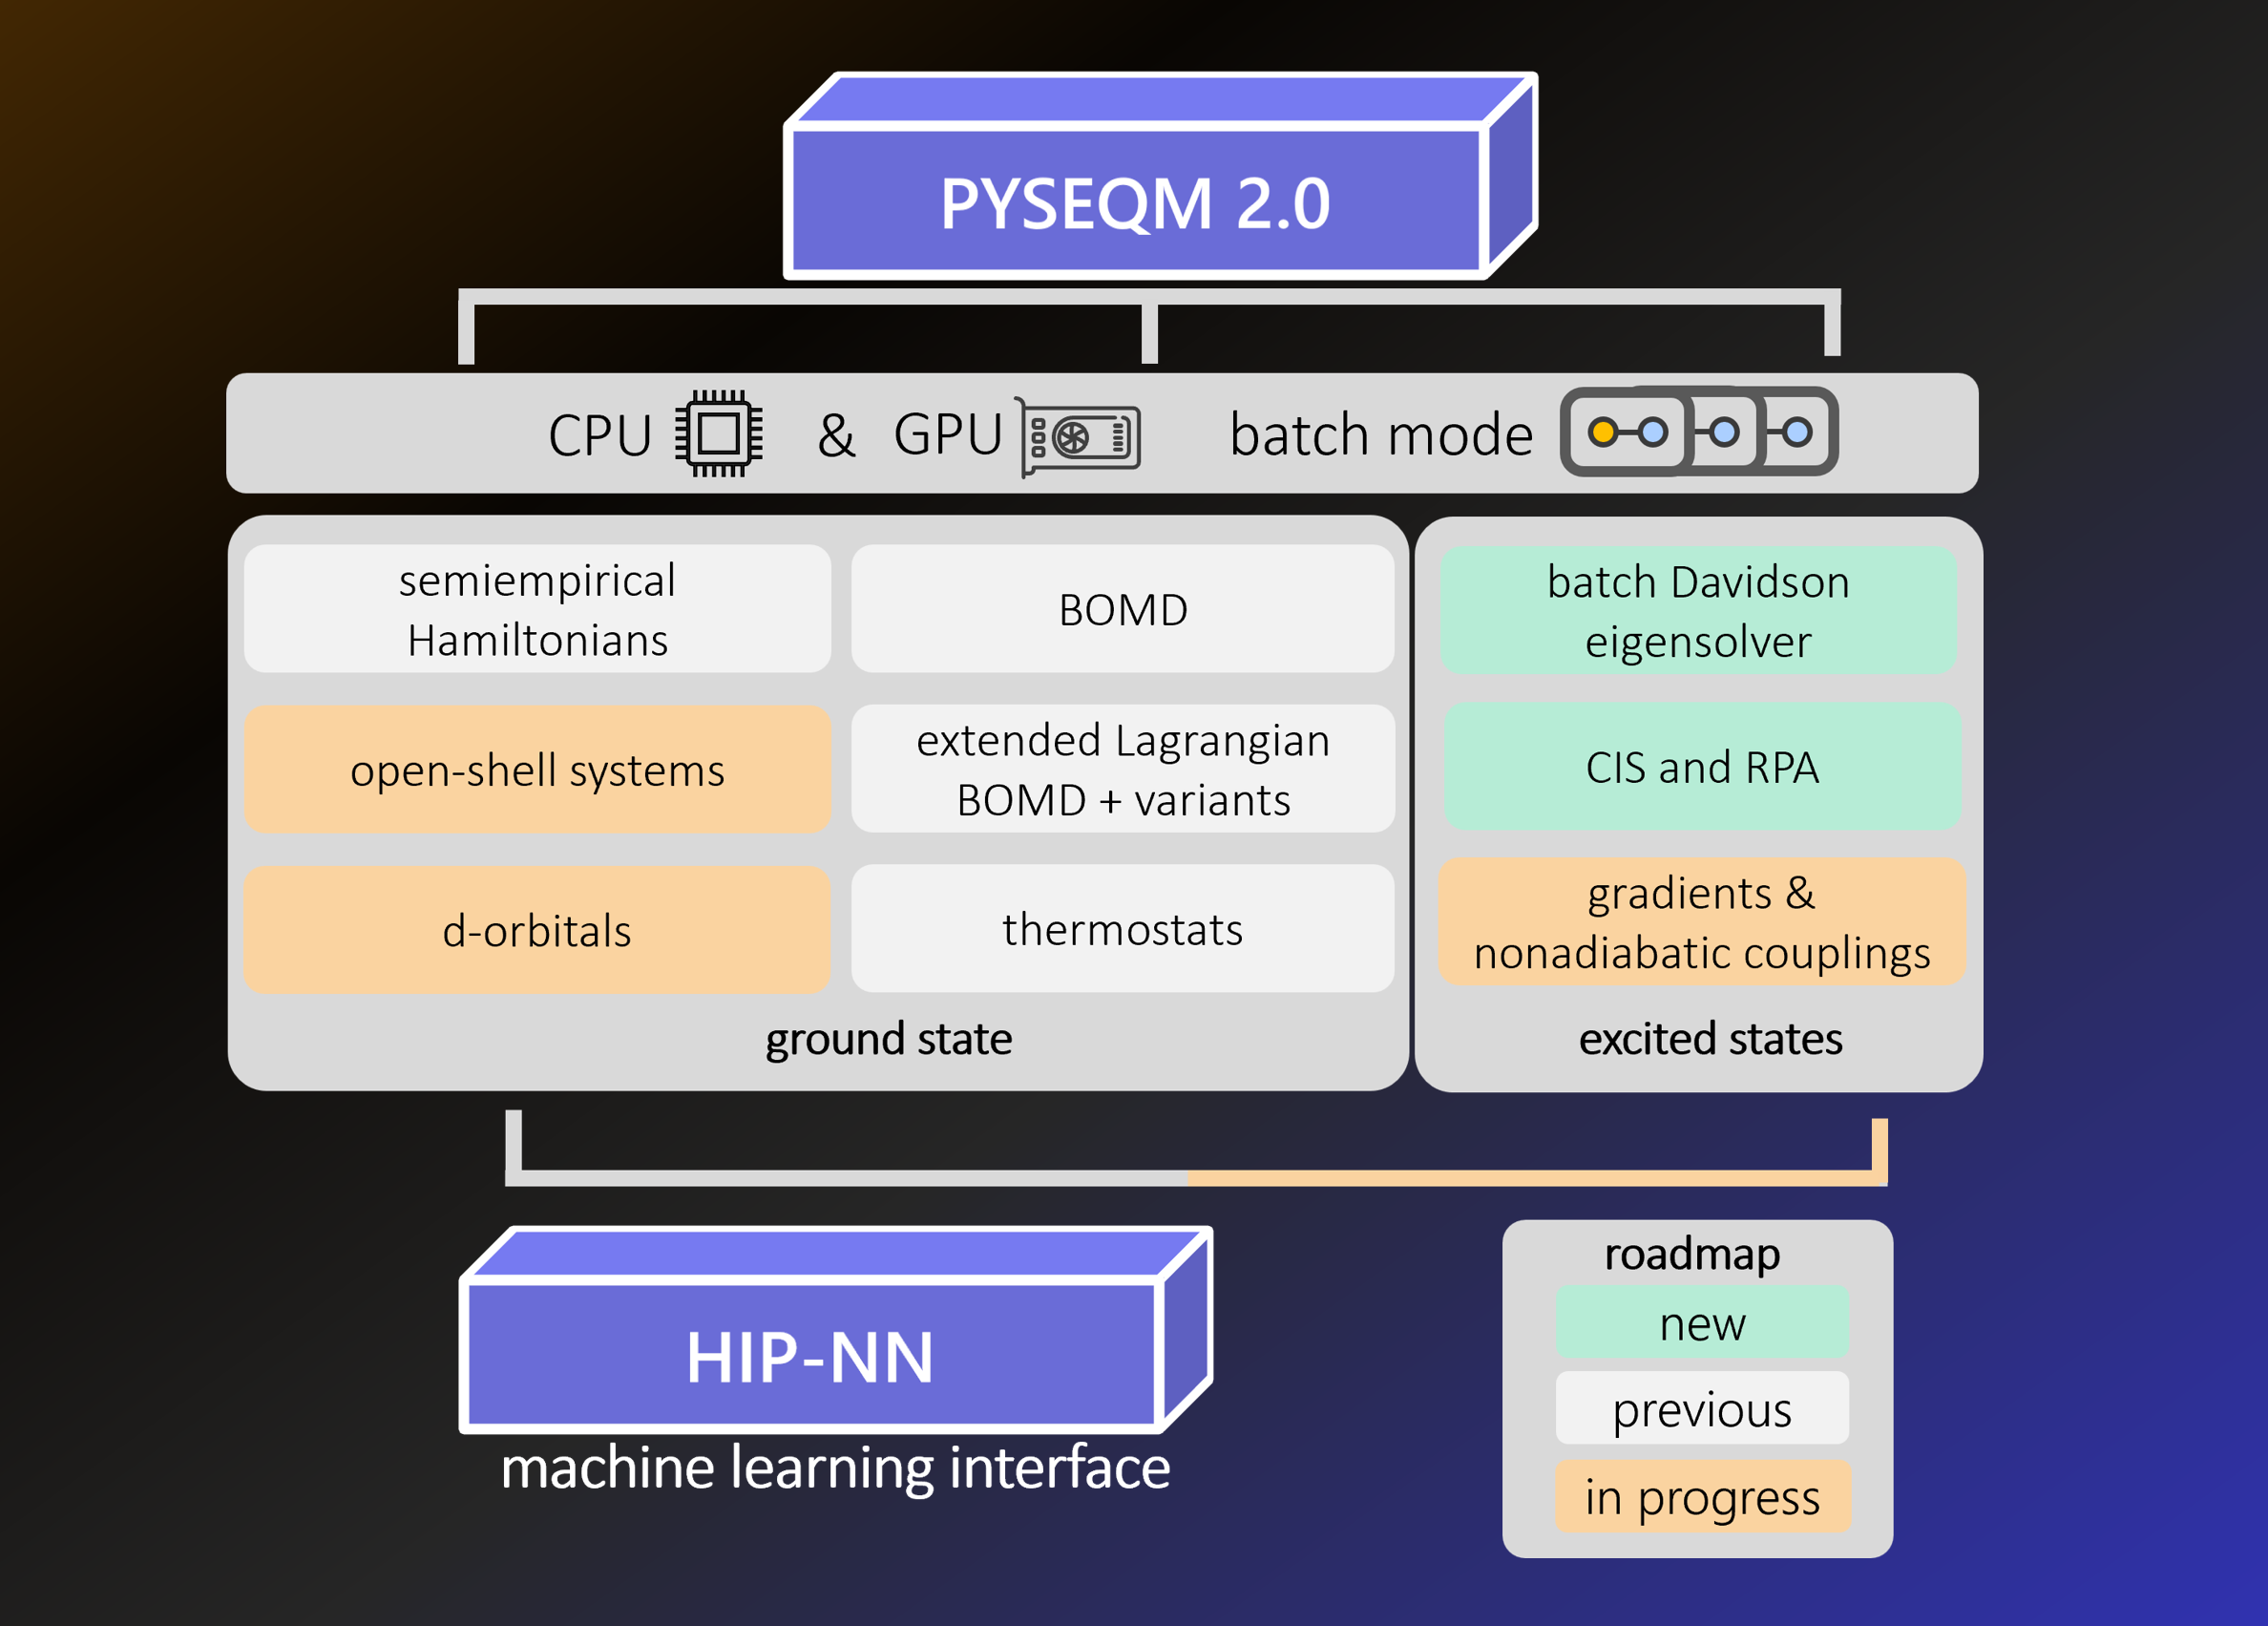 PYSEQM 2.0
CPU & GPU batch mode
semiempirical
Hamiltonians
BOMD
batch Davidson
eigensolver
open-shell systems
extended Lagrangian
BOMD + variants
CIS and RPA
d-orbitals
thermostats
gradients &
nonadiabatic couplings
ground state
excited states
HIP-NN
machine learning interface
roadmap
new
previous
in progress